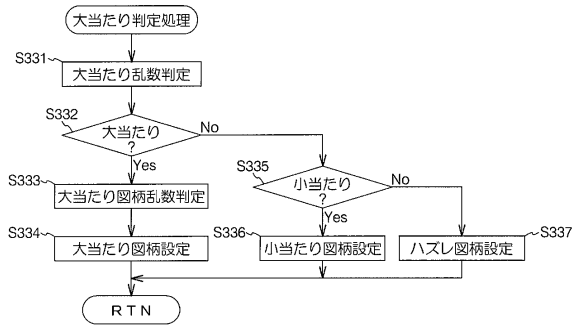 大当たり判定処理
S331
大当たり乱数判定
S332
大当たり
?
No
Yes
S335
小当たり
?
No
Yes
S333
大当たり図柄乱数判定
S334
大当たり図柄設定
S336
小当たり図柄設定
ハズレ図柄設定
S337
RTN